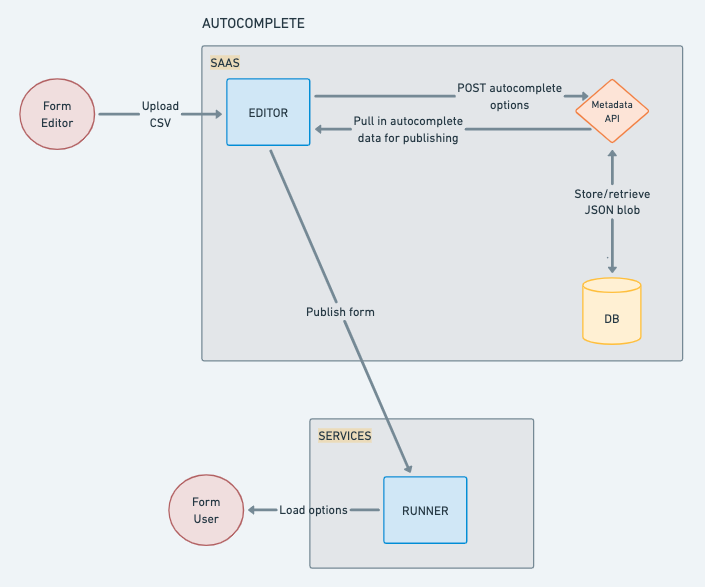 AUTOCOMPLETE
SAAS
Form
Editor
Upload
CSV
EDITOR
POST autocomplete
options
Pull in autocomplete
data for publishing
Metadata
API
Store/retrieve
JSON blob
DB
Publish form
SERVICES
Form
User
Load options
RUNNER